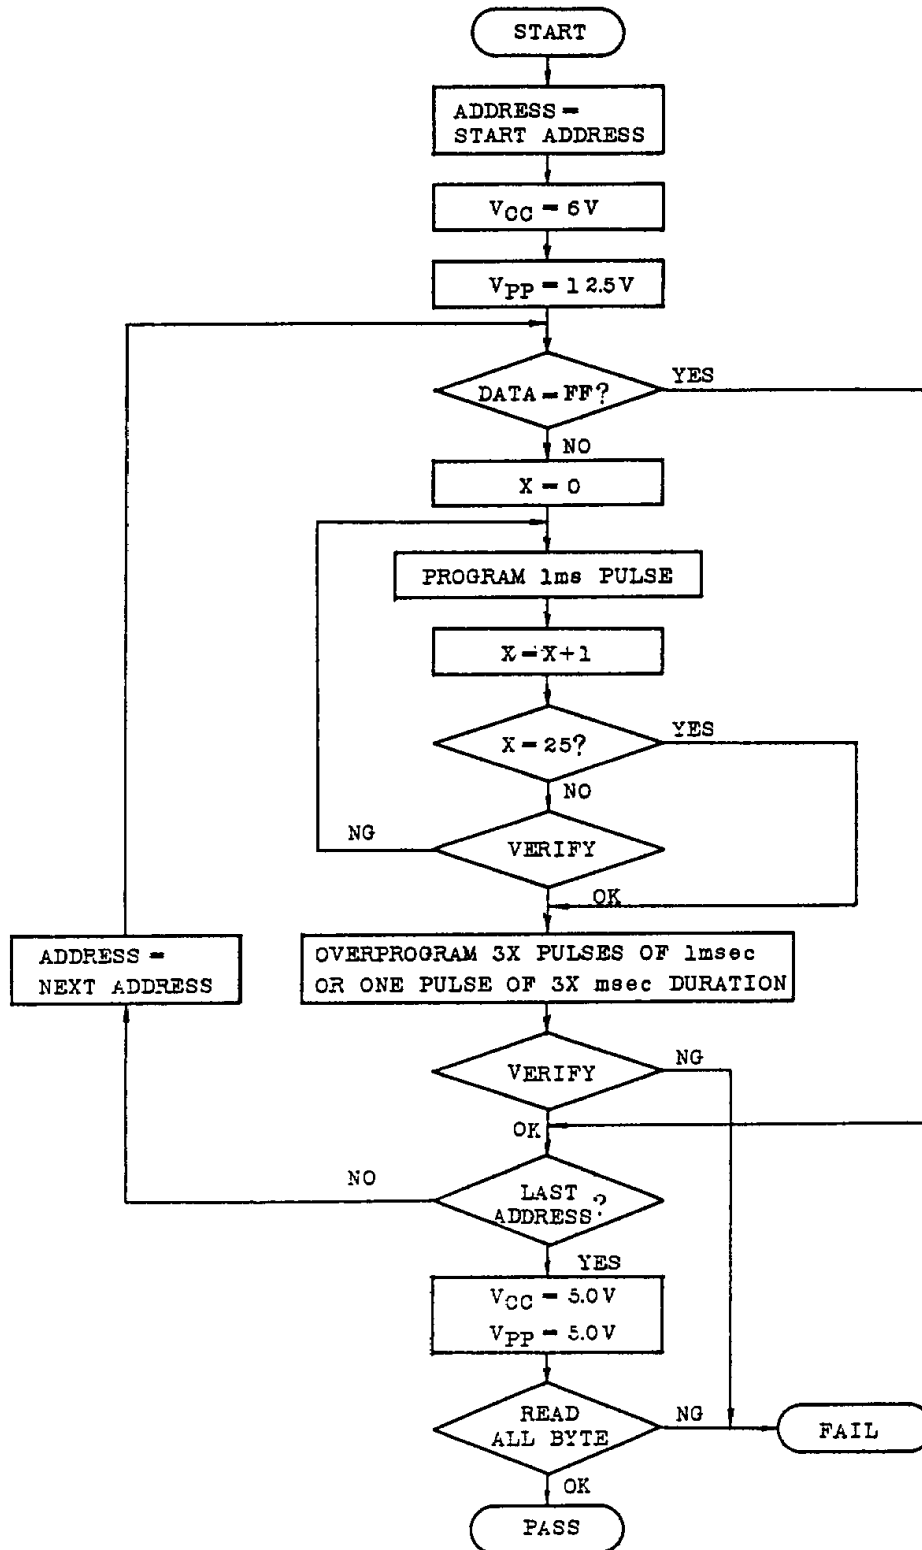 START
ADDRESS =
START ADDRESS
VCC = 6V
VPP = 12.5V
DATA = FF?
YES
NO
X = 0
PROGRAM 1ms PULSE
X = X+1
X = 25?
YES
NO
VERIFY
NG
OK
ADDRESS =
NEXT ADDRESS
OVERPROGRAM 3X PULSES OF 1msec
OR ONE PULSE OF 3X msec DURATION
VERIFY
NG
OK
NO
LAST
ADDRESS?
YES
VCC = 5.0V
VPP = 5.0V
READ
ALL BYTE
NG
FAIL
OK
PASS